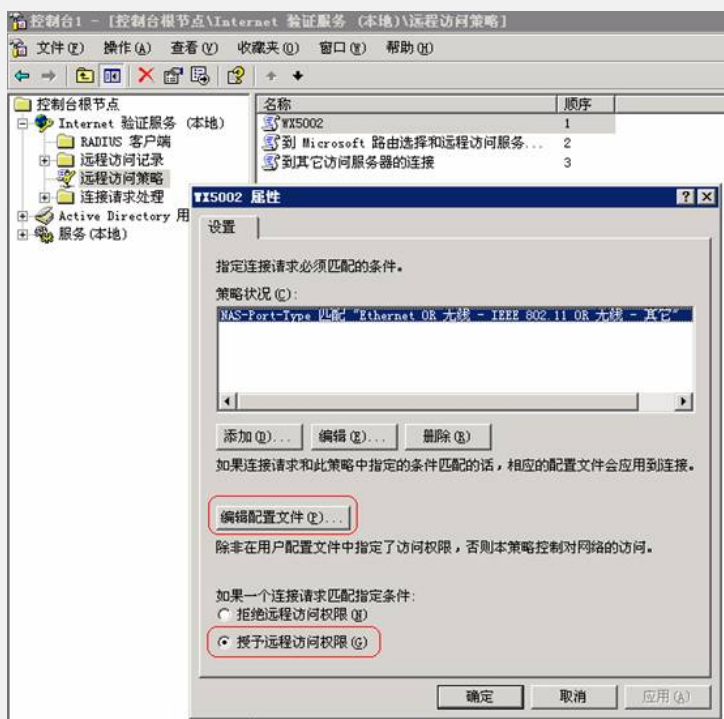 控制台1 - [控制台根节点\Internet 验证服务 (本地)\远程访问策略]
文件(F) 操作(A) 查看(V) 收藏夹(O) 窗口(W) 帮助(H)
控制台根节点
Internet 验证服务 (本地)
RADIUS 客户端
远程访问记录
远程访问策略
连接请求处理
Active Directory 用
服务(本地)
名称 顺序
WX5002 1
到 Microsoft 路由选择和远程访问服务... 2
到其它访问服务器的连接 3
WX5002 属性
设置
指定连接请求必须匹配的条件。
策略状况(C):
NAS-Port-Type 匹配 "Ethernet OR 无线 - IEEE 802.11 OR 无线 - 其它"
添加(D)... 编辑(E)... 删除(R)
如果连接请求和此策略中指定的条件匹配的话，相应的配置文件会应用到连接。
编辑配置文件(P)...
除非在用户配置文件中指定了访问权限，否则本策略控制对网络的访问。
如果一个连接请求匹配指定条件:
拒绝远程访问权限(N)
授予远程访问权限(G)
确定 取消 应用(A)